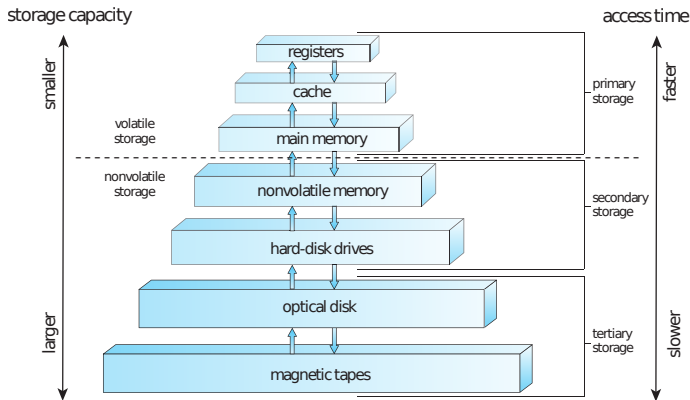 storage capacity
access time
smaller
faster
registers
cache
primary
storage
volatile
storage
main memory
nonvolatile
storage
nonvolatile memory
secondary
storage
hard-disk drives
optical disk
larger
slower
tertiary
storage
magnetic tapes